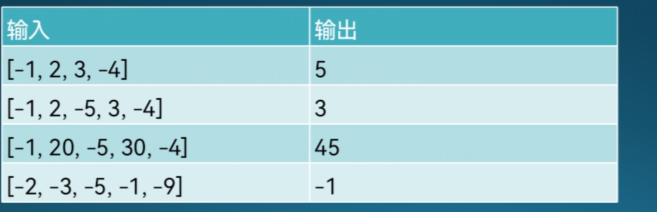 输入 输出
[-1, 2, 3, -4] 5
[-1, 2, -5, 3, -4] 3
[-1, 20, -5, 30, -4] 45
[-2, -3, -5, -1, -9] -1